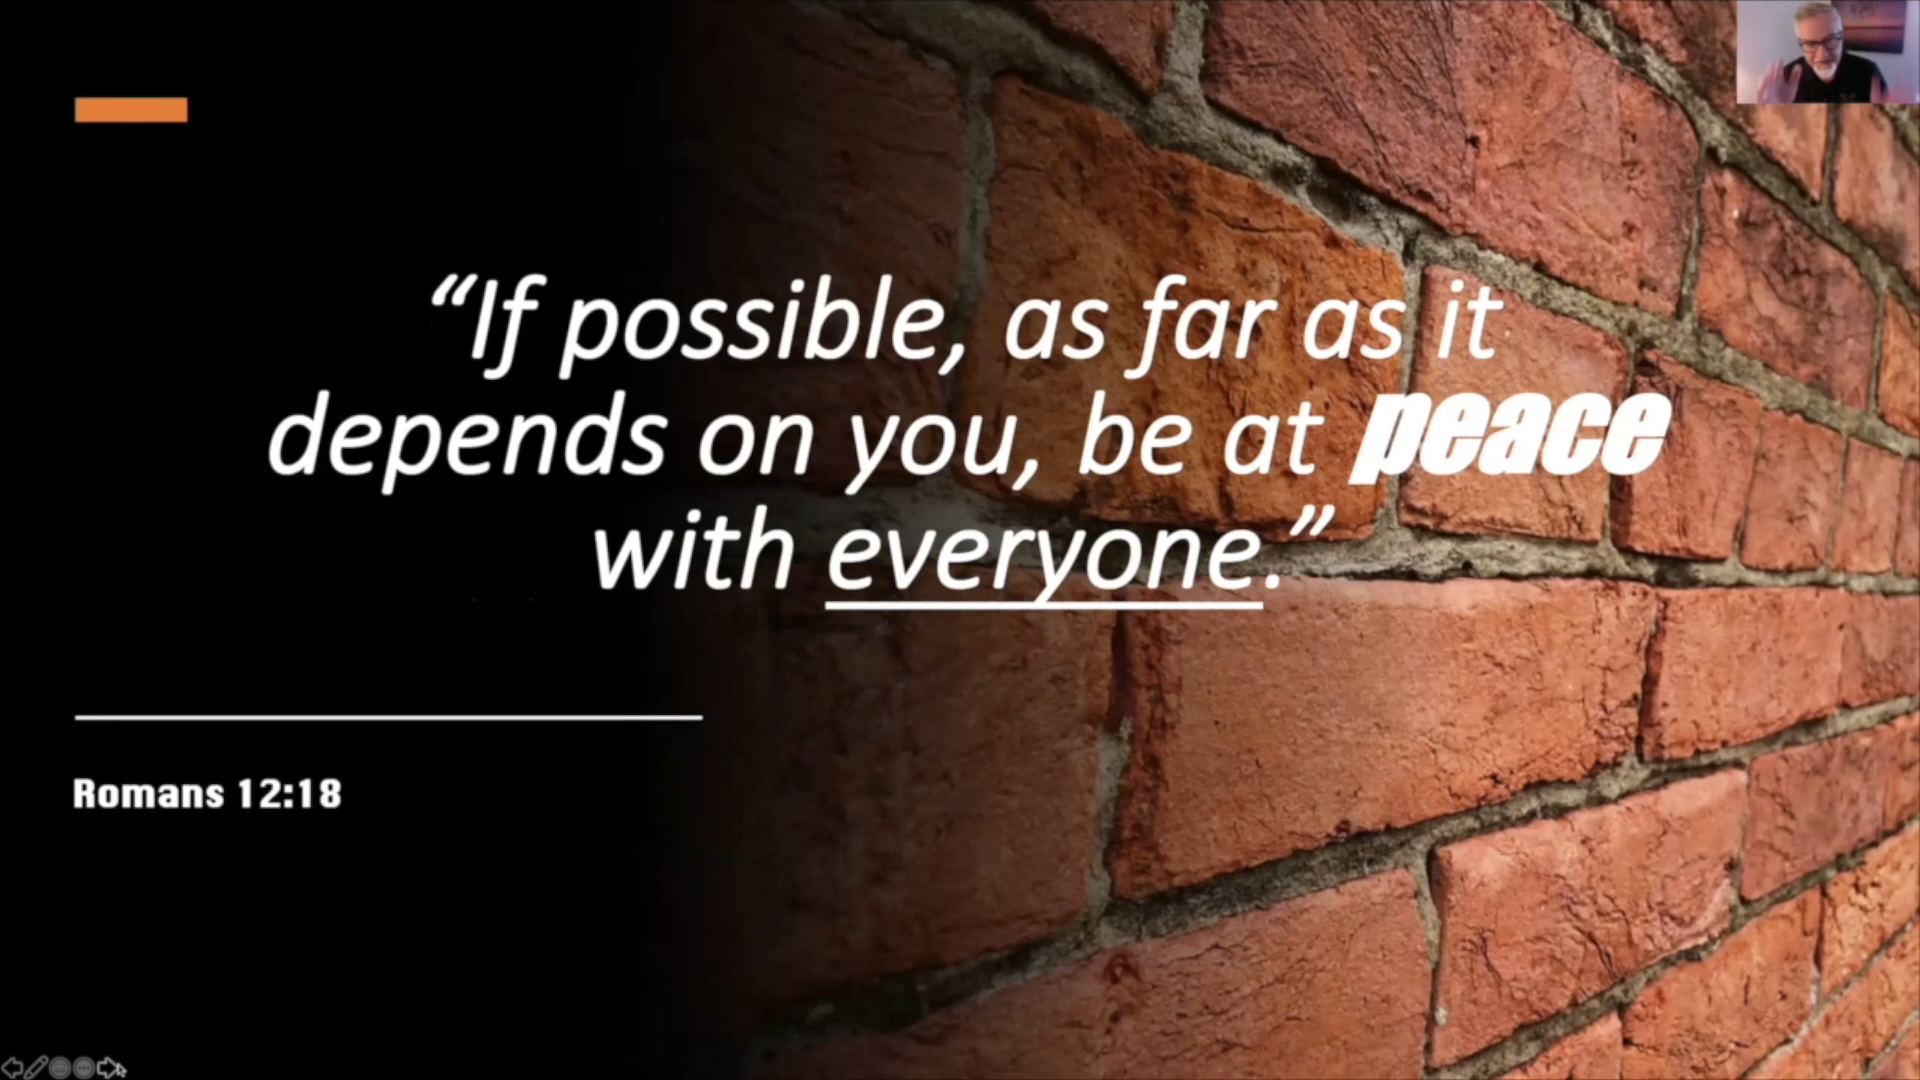 “If possible, as far as it
depends on you, be at peace
with everyone.”
Romans 12:18